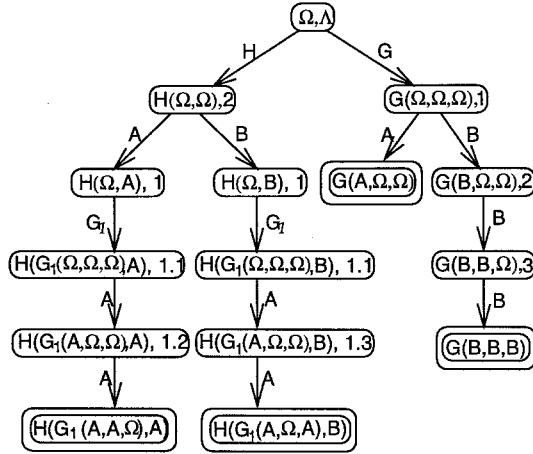 Ω,Λ
H G
H(Ω,Ω),2 G(Ω,Ω,Ω),1
A B A B
H(Ω,A), 1 H(Ω,B), 1 G(A,Ω,Ω) G(B,Ω,Ω),2
G₁ G₁ B
H(G₁(Ω,Ω,Ω),A), 1.1 H(G₁(Ω,Ω,Ω),B), 1.1 G(B,B,Ω),3
A A B
H(G₁(A,Ω,Ω),A), 1.2 H(G₁(A,Ω,Ω),B), 1.3 G(B,B,B)
A A
H(G₁(A,A,Ω),A) H(G₁(A,Ω,A),B)